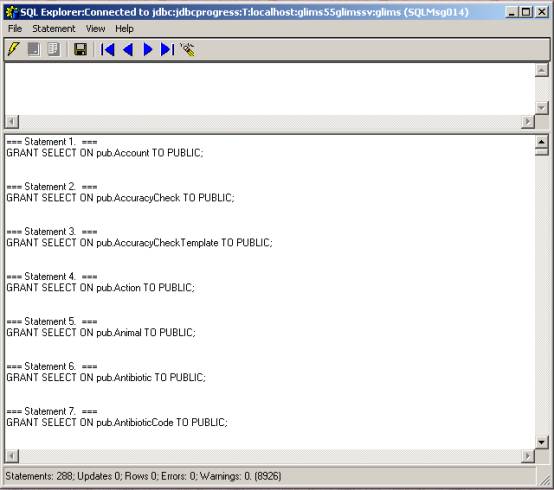 SQL Explorer:Connected to jdbc:jdbcprogress:T:localhost:glims55glimssv:glims (SQLMsg014)
File Statement View Help
=== Statement 1. ===
GRANT SELECT ON pub.Account TO PUBLIC;
=== Statement 2. ===
GRANT SELECT ON pub.AccuracyCheck TO PUBLIC;
=== Statement 3. ===
GRANT SELECT ON pub.AccuracyCheckTemplate TO PUBLIC;
=== Statement 4. ===
GRANT SELECT ON pub.Action TO PUBLIC;
=== Statement 5. ===
GRANT SELECT ON pub.Animal TO PUBLIC;
=== Statement 6. ===
GRANT SELECT ON pub.Antibiotic TO PUBLIC;
=== Statement 7. ===
GRANT SELECT ON pub.AntibioticCode TO PUBLIC;
Statements: 288; Updates 0; Rows 0; Errors: 0; Warnings: 0. (8926)